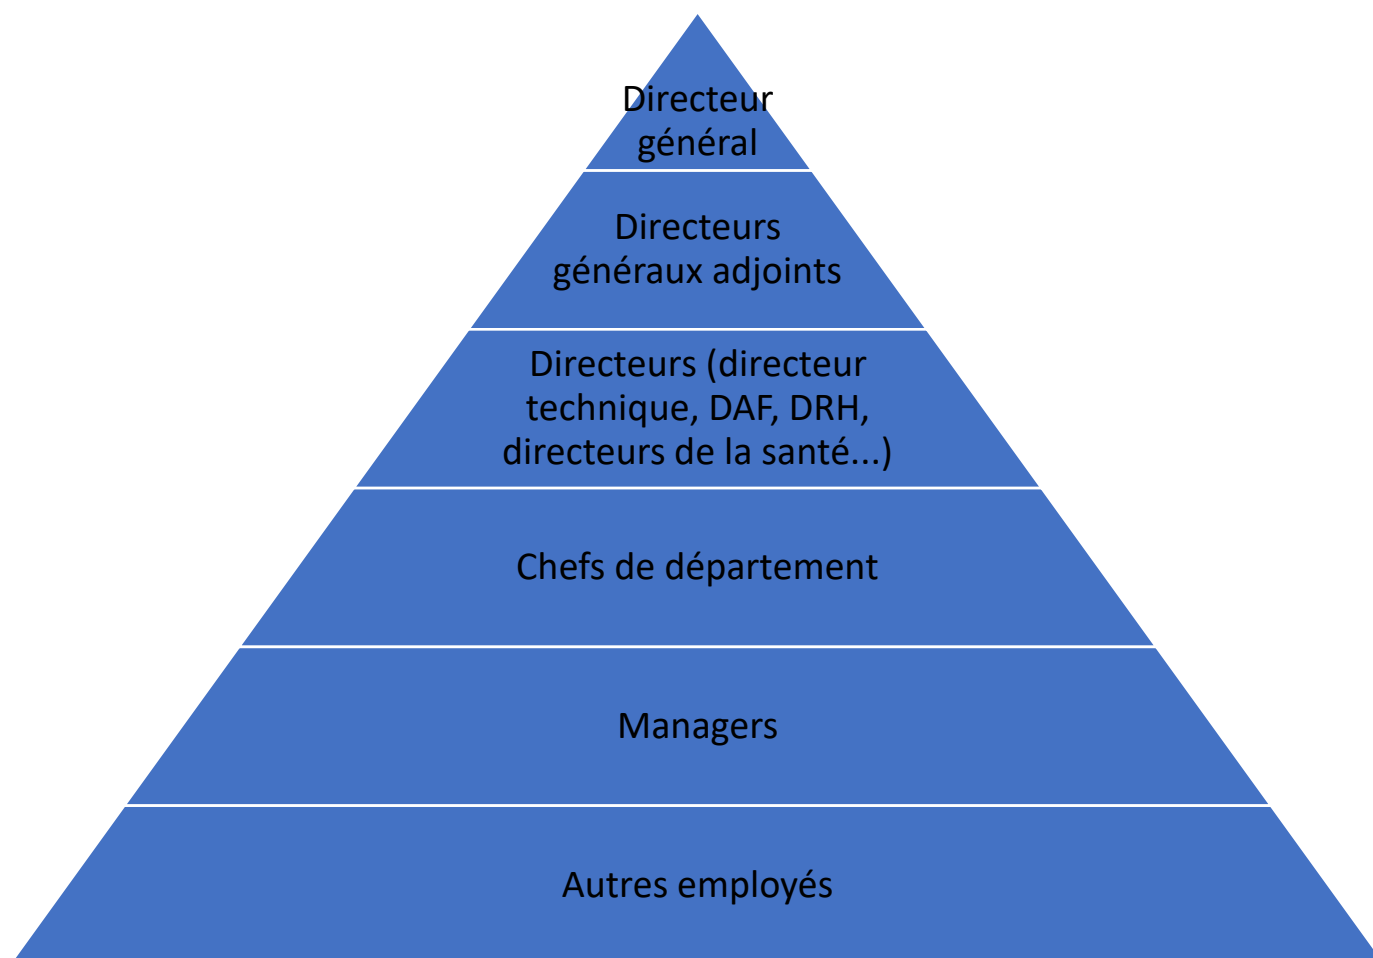 Directeur
général
Directeurs
généraux adjoints
Directeurs (directeur
technique, DAF, DRH,
directeurs de la santé...)
Chefs de département
Managers
Autres employés